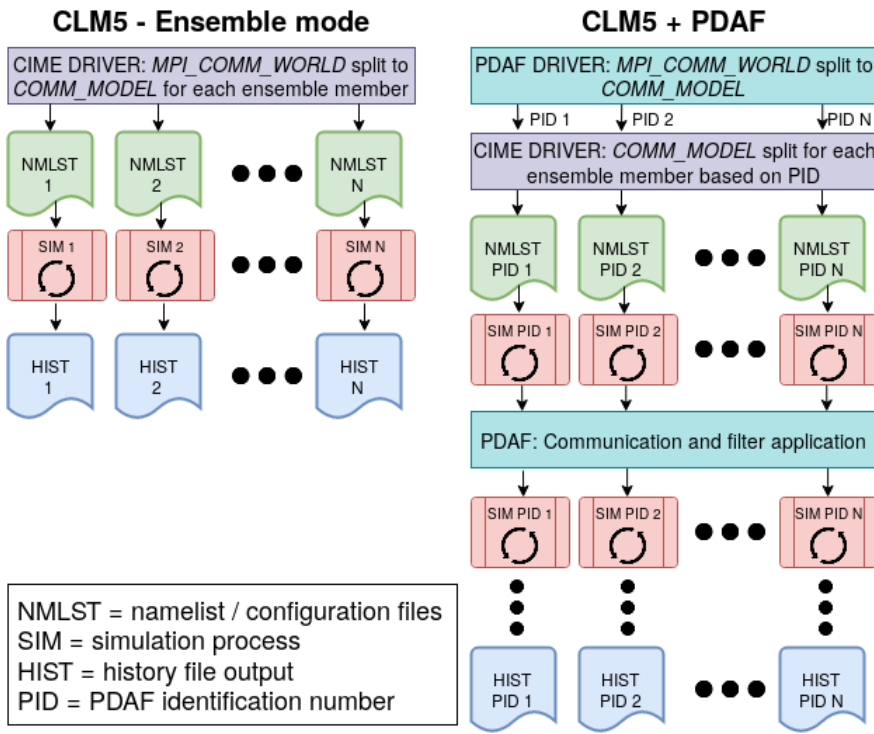 CLM5 - Ensemble mode
CIME DRIVER: MPI_COMM_WORLD split to
COMM_MODEL for each ensemble member
NMLST
1
NMLST
2
NMLST
N
SIM 1
SIM 2
SIM N
HIST
1
HIST
2
HIST
N
CLM5 + PDAF
PDAF DRIVER: MPI_COMM_WORLD split to
COMM_MODEL
PID 1
PID 2
PID N
CIME DRIVER: COMM_MODEL split for each
ensemble member based on PID
NMLST
PID 1
NMLST
PID 2
NMLST
PID N
SIM PID 1
SIM PID 2
SIM PID N
PDAF: Communication and filter application
SIM PID 1
SIM PID 2
SIM PID N
HIST
PID 1
HIST
PID 2
HIST
PID N
NMLST = namelist / configuration files
SIM = simulation process
HIST = history file output
PID = PDAF identification number